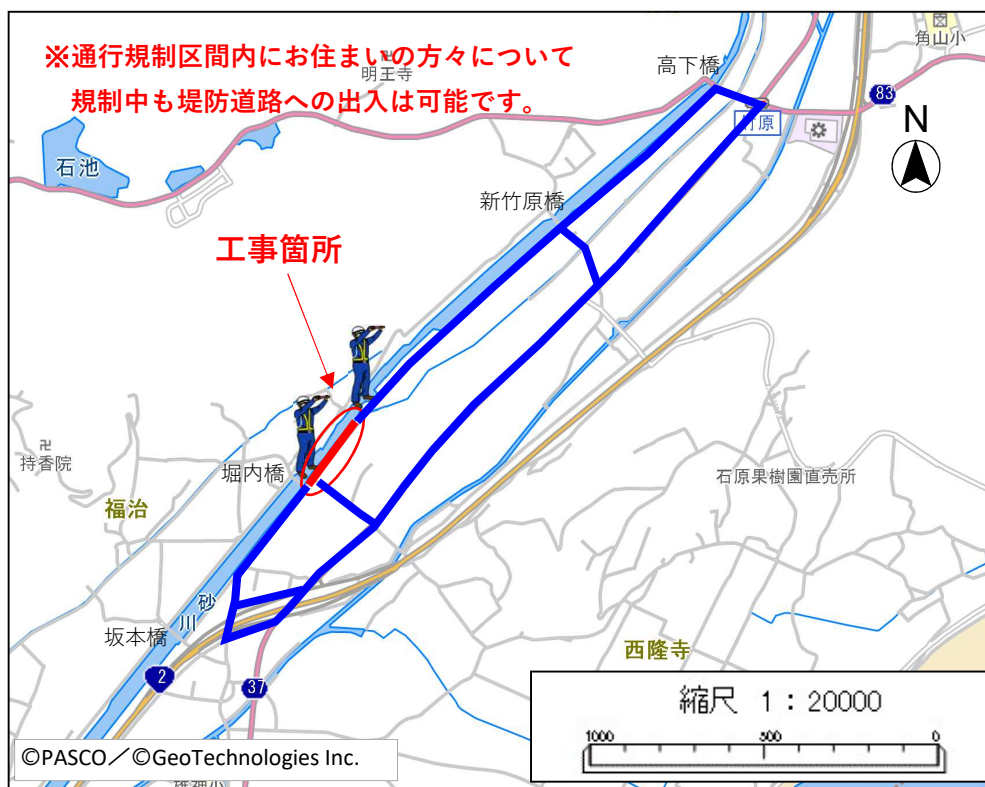 ※通行規制区間内にお住まいの方々について
規制中も堤防道路への出入は可能です。
角山小
明王寺
高下橋
83
竹原
N
石池
新竹原橋
工事箇所
持香院
堀内橋
石原果樹園直売所
福治
砂川
坂本橋
西隆寺
2
37
縮尺 1：20000
1000 500 0
©PASCO／©GeoTechnologies Inc.